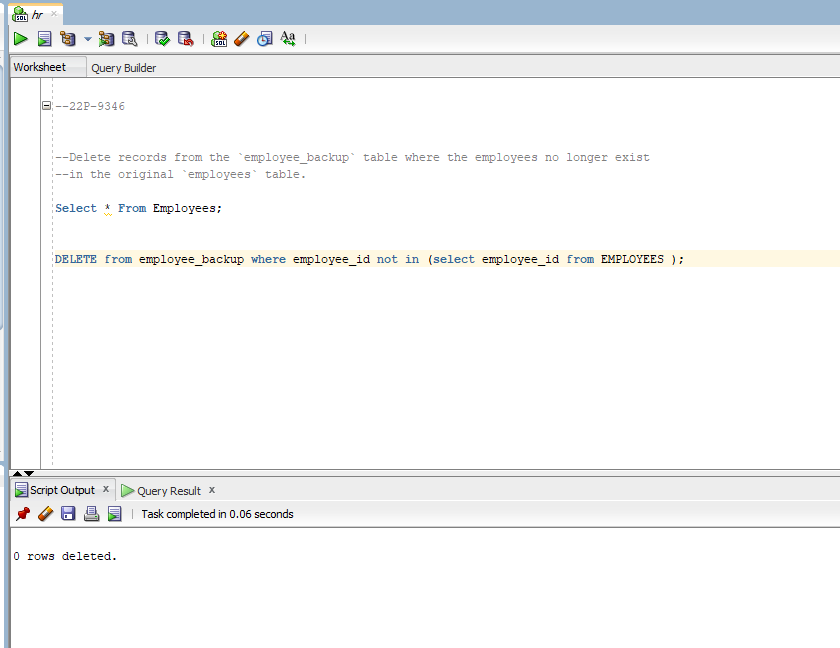 hr
SQL
Aa
Worksheet
Query Builder
--22P-9346
--Delete records from the `employee_backup` table where the employees no longer exist
--in the original `employees` table.
Select * From Employees;
DELETE from employee_backup where employee_id not in (select employee_id from EMPLOYEES );
Script Output x
Query Result x
Task completed in 0.06 seconds
0 rows deleted.